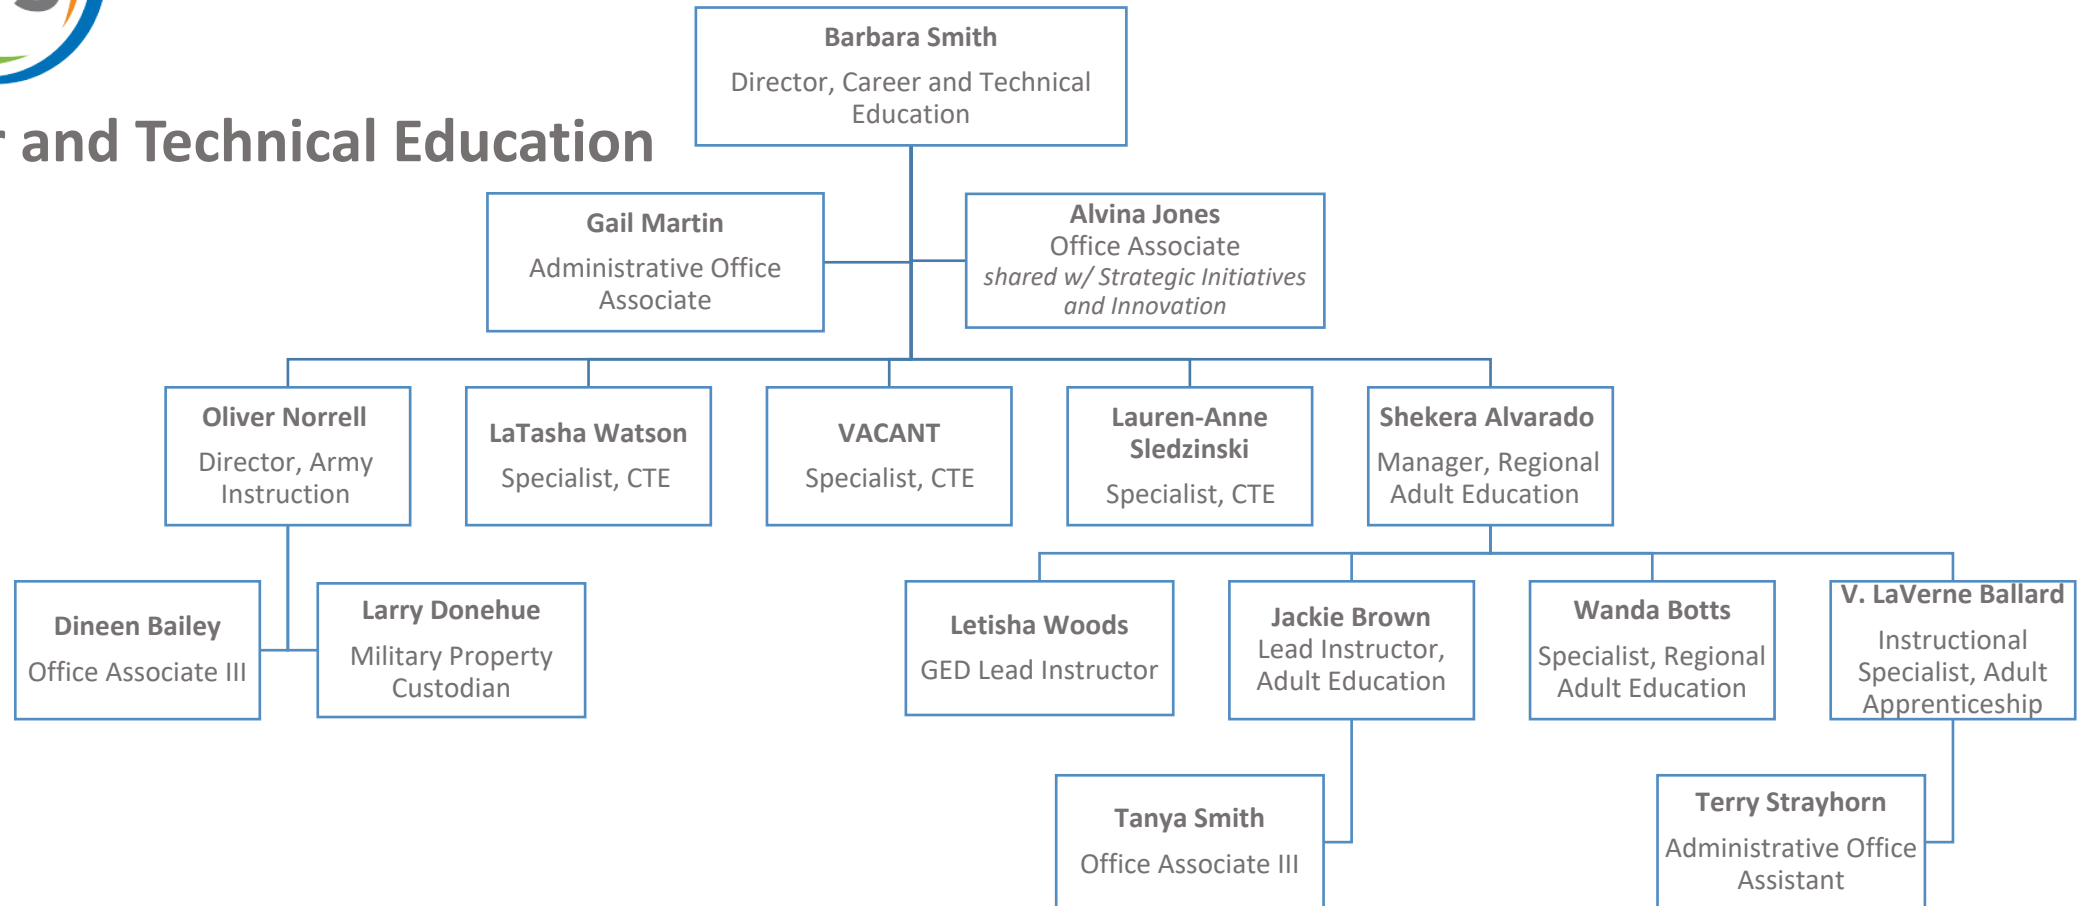 Barbara Smith
Director, Career and Technical
Education
and Technical Education
Gail Martin
Administrative Office
Associate
Alvina Jones
Office Associate
shared w/ Strategic Initiatives
and Innovation
Oliver Norrell
Director, Army
Instruction
LaTasha Watson
Specialist, CTE
VACANT
Specialist, CTE
Lauren-Anne
Sledzinski
Specialist, CTE
Shekera Alvarado
Manager, Regional
Adult Education
Dineen Bailey
Office Associate III
Larry Donehue
Military Property
Custodian
Letisha Woods
GED Lead Instructor
Jackie Brown
Lead Instructor,
Adult Education
Wanda Botts
Specialist, Regional
Adult Education
V. LaVerne Ballard
Instructional
Specialist, Adult
Apprenticeship
Tanya Smith
Office Associate III
Terry Strayhorn
Administrative Office
Assistant